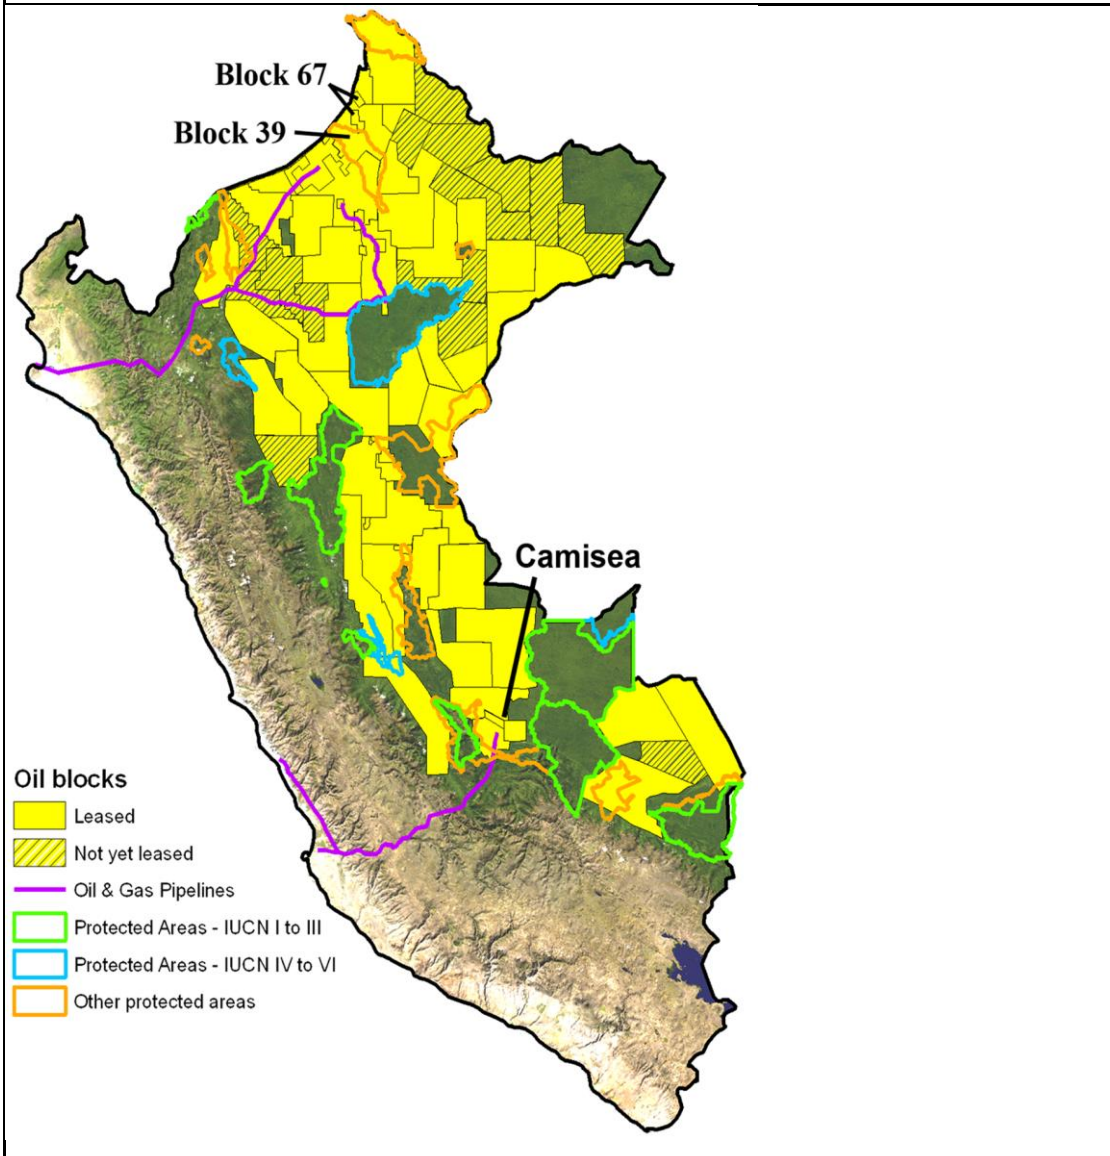 Block 67
Block 39
Camisea
Oil blocks
Leased
Not yet leased
Oil & Gas Pipelines
Protected Areas - IUCN I to III
Protected Areas - IUCN IV to VI
Other protected areas